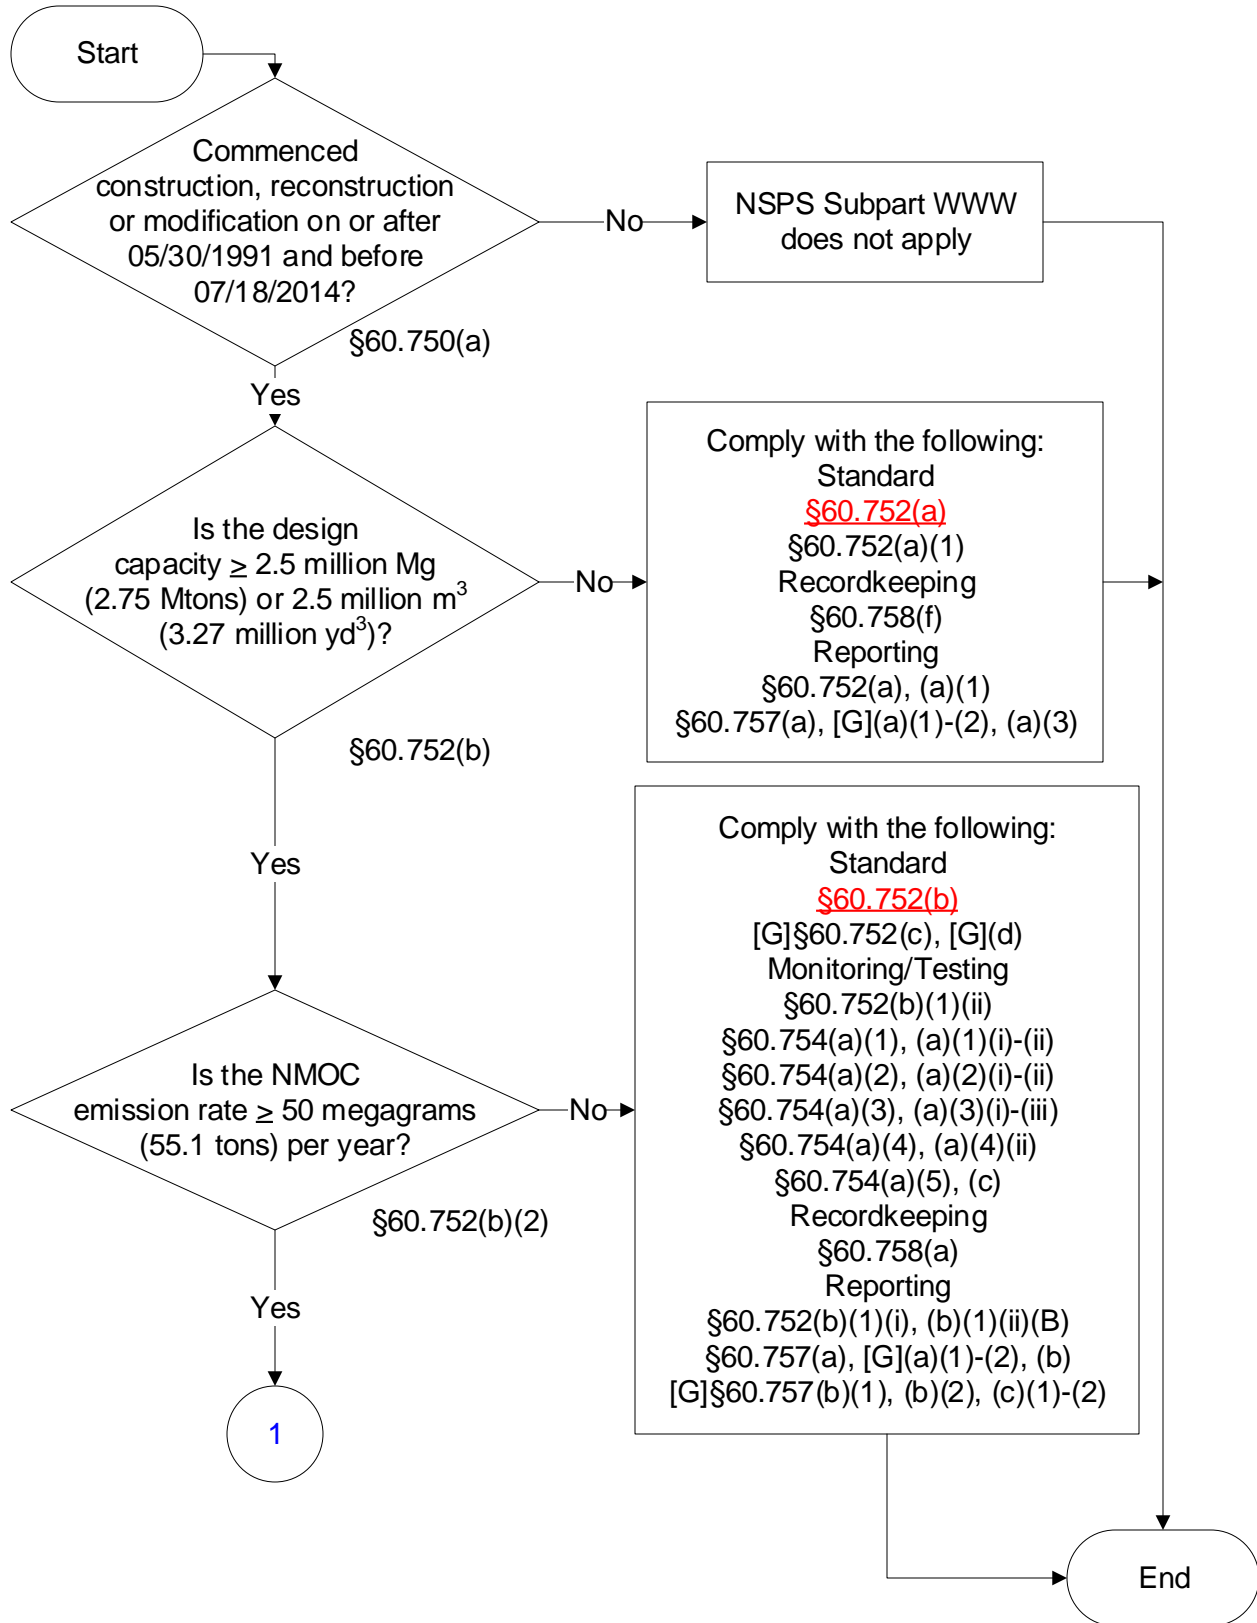 Start
Commenced
construction, reconstruction
or modification on or after
05/30/1991 and before
07/18/2014?
§60.750(a)
No
NSPS Subpart WWW
does not apply
Yes
Is the design
capacity ≥ 2.5 million Mg
(2.75 Mtons) or 2.5 million m³
(3.27 million yd³)?
§60.752(b)
No
Comply with the following:
Standard
§60.752(a)
§60.752(a)(1)
Recordkeeping
§60.758(f)
Reporting
§60.752(a), (a)(1)
§60.757(a), [G](a)(1)-(2), (a)(3)
Yes
Is the NMOC
emission rate ≥ 50 megagrams
(55.1 tons) per year?
§60.752(b)(2)
No
Comply with the following:
Standard
§60.752(b)
[G]§60.752(c), [G](d)
Monitoring/Testing
§60.752(b)(1)(ii)
§60.754(a)(1), (a)(1)(i)-(ii)
§60.754(a)(2), (a)(2)(i)-(ii)
§60.754(a)(3), (a)(3)(i)-(iii)
§60.754(a)(4), (a)(4)(ii)
§60.754(a)(5), (c)
Recordkeeping
§60.758(a)
Reporting
§60.752(b)(1)(i), (b)(1)(ii)(B)
§60.757(a), [G](a)(1)-(2), (b)
[G]§60.757(b)(1), (b)(2), (c)(1)-(2)
Yes
1
End